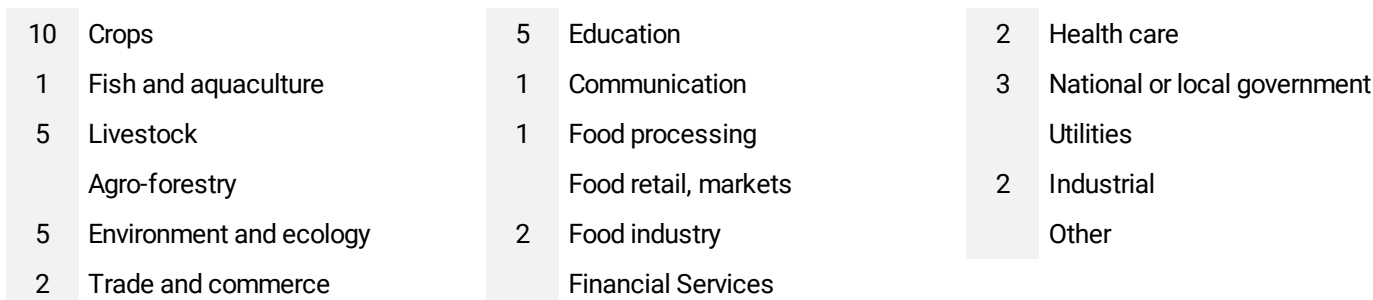 10 Crops
1 Fish and aquaculture
5 Livestock
Agro-forestry
5 Environment and ecology
2 Trade and commerce
5 Education
1 Communication
1 Food processing
Food retail, markets
2 Food industry
Financial Services
2 Health care
3 National or local government
Utilities
2 Industrial
Other